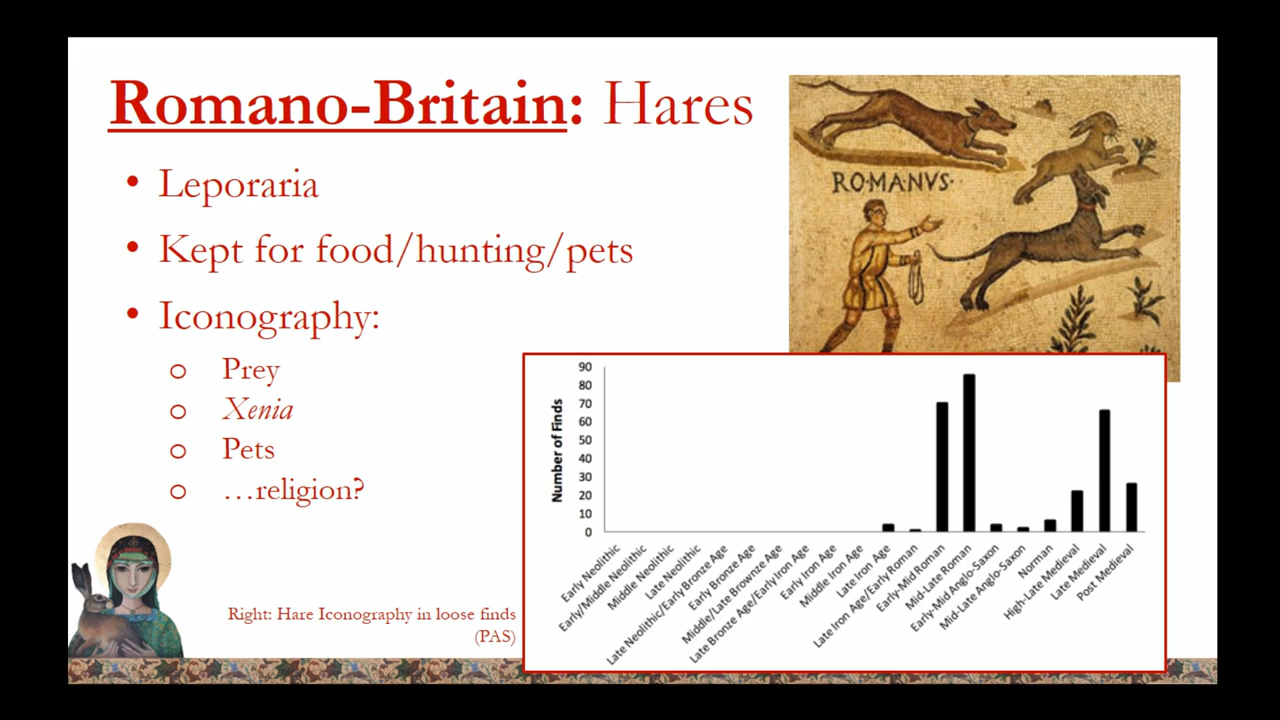 Romano-Britain: Hares
• Leporaria
• Kept for food/hunting/pets
• Iconography:
o Prey
o Xenia
o Pets
o …religion?
ROMANVS·
Right: Hare Iconography in loose finds
(PAS)
Number of Finds
90
80
70
60
50
40
30
20
10
0
Early Neolithic
Early/Middle Neolithic
Middle Neolithic
Late Neolithic
Late Neolithic/Early Bronze Age
Early Bronze Age
Middle/Late Brownze Age
Late Bronze Age/Early Iron Age
Early Iron Age
Middle Iron Age
Late Iron Age
Late Iron Age/Early Roman
Early-Mid Roman
Mid-Late Roman
Early-Mid Anglo-Saxon
Mid-Late Anglo-Saxon
Norman
High-Late Medieval
Late Medieval
Post Medieval